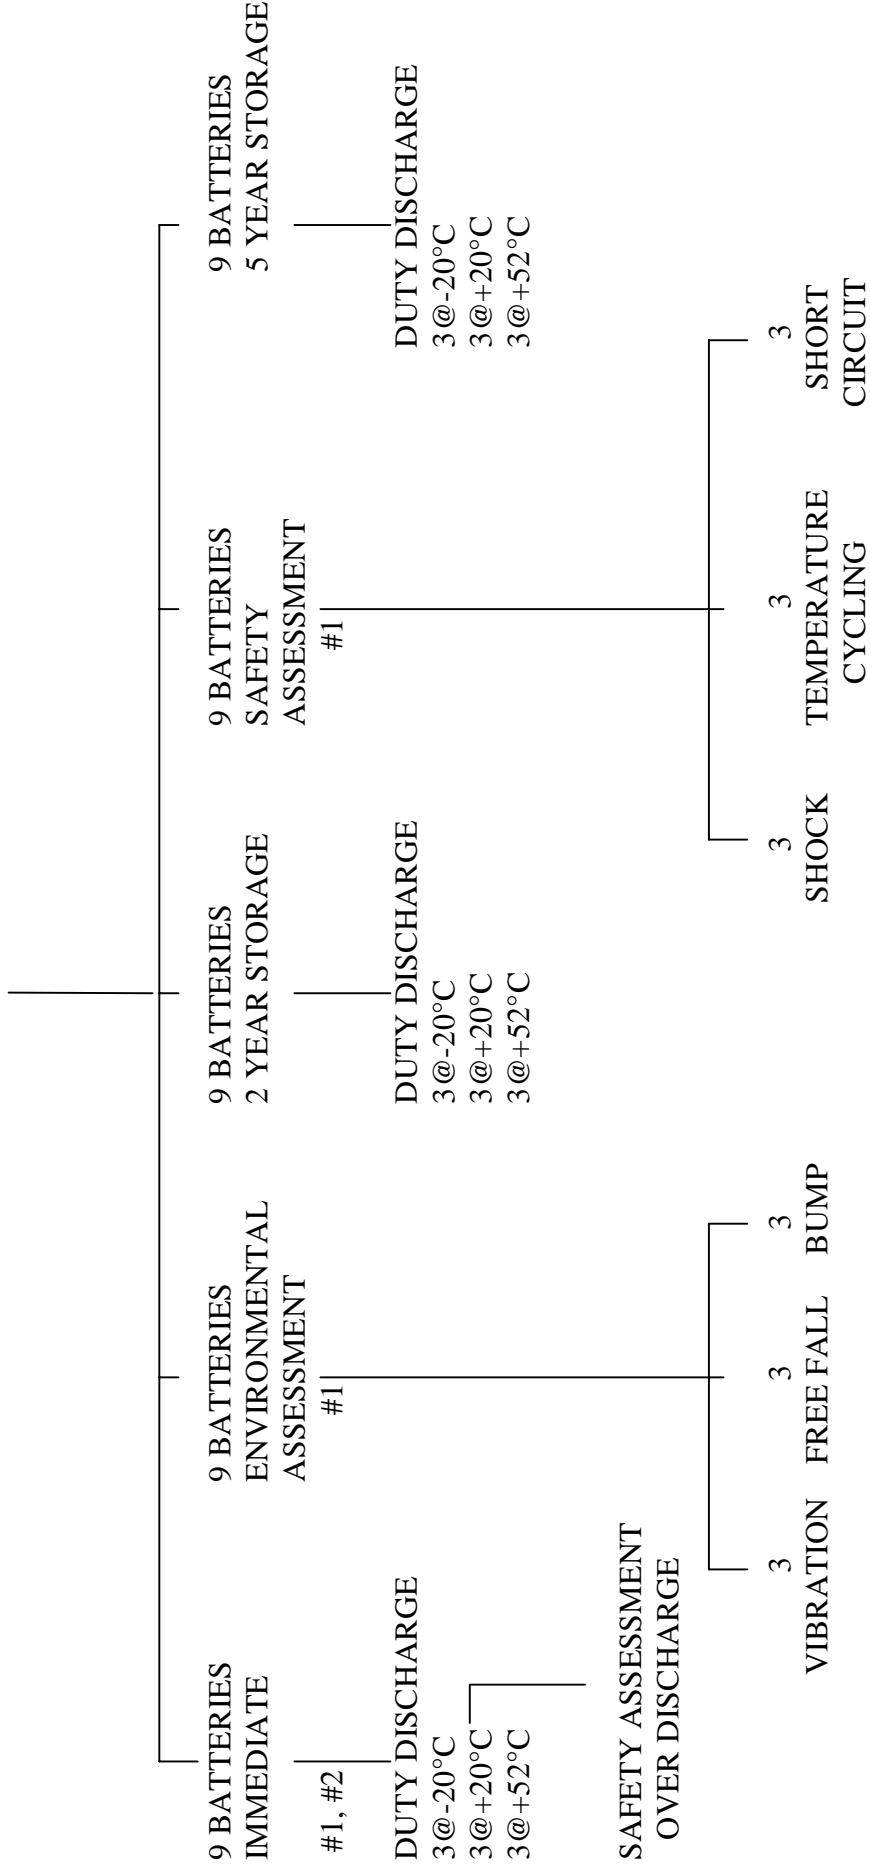 9 BATTERIES
IMMEDIATE
#1, #2
DUTY DISCHARGE
3@-20°C
3@+20°C
3@+52°C
SAFETY ASSESSMENT
OVER DISCHARGE
9 BATTERIES
ENVIRONMENTAL
ASSESSMENT
#1
3
VIBRATION
3
FREE FALL
3
BUMP
9 BATTERIES
2 YEAR STORAGE
DUTY DISCHARGE
3@-20°C
3@+20°C
3@+52°C
9 BATTERIES
SAFETY
ASSESSMENT
#1
3
SHOCK
3
TEMPERATURE
CYCLING
3
SHORT
CIRCUIT
9 BATTERIES
5 YEAR STORAGE
DUTY DISCHARGE
3@-20°C
3@+20°C
3@+52°C